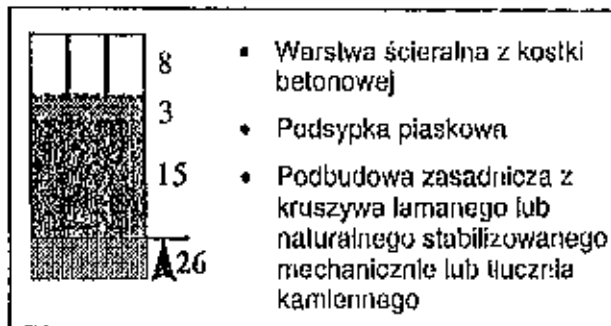 8
3
15
26
• Warstwa ścieralna z kostki
betonowej
• Podsypka piaskowa
• Podbudowa zasadnicza z
kruszywa łamanego lub
naturalnego stabilizowanego
mechanicznie lub tłucznia
kamiennego